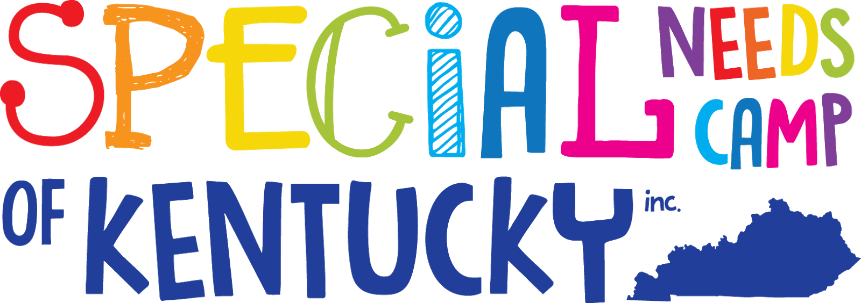 SPECiAL NEEDS CAMP
OF KENTUCKY inc.